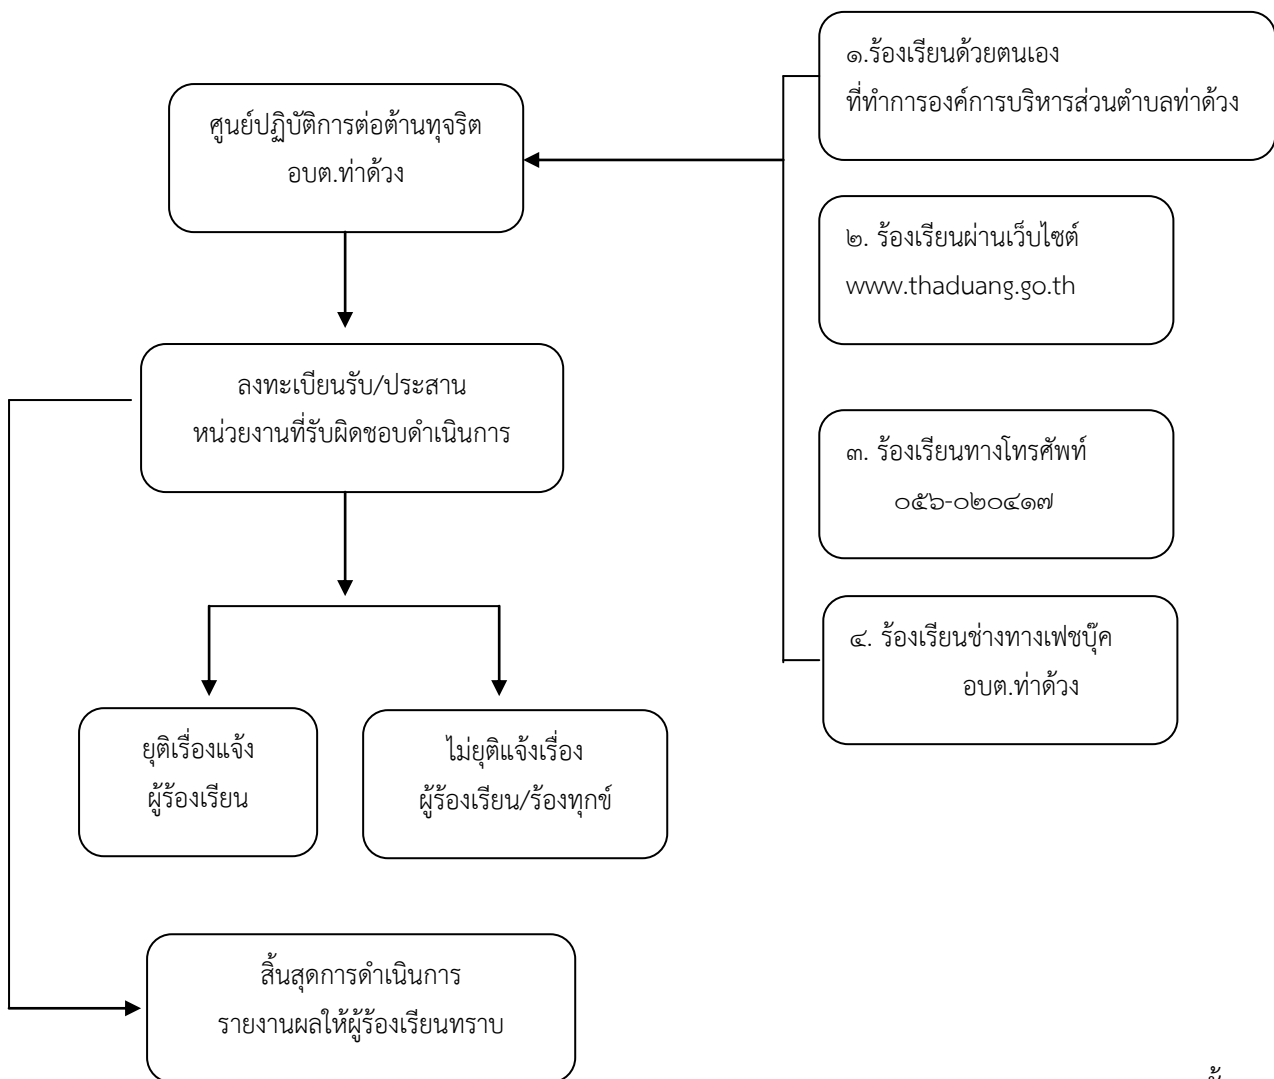 ๑.ร้องเรียนด้วยตนเอง
ที่ทำการองค์การบริหารส่วนตำบลท่าด้วง
ศูนย์ปฏิบัติการต่อต้านทุจริต
อบต.ท่าด้วง
๒. ร้องเรียนผ่านเว็บไซต์
www.thaduang.go.th
ลงทะเบียนรับ/ประสาน
หน่วยงานที่รับผิดชอบดำเนินการ
๓. ร้องเรียนทางโทรศัพท์
๐๕๖-๐๒๐๔๑๗
๔. ร้องเรียนช่างทางเฟชบุ๊ค
อบต.ท่าด้วง
ยุติเรื่องแจ้ง
ผู้ร้องเรียน
ไม่ยุติแจ้งเรื่อง
ผู้ร้องเรียน/ร้องทุกข์
สิ้นสุดการดำเนินการ
รายงานผลให้ผู้ร้องเรียนทราบ